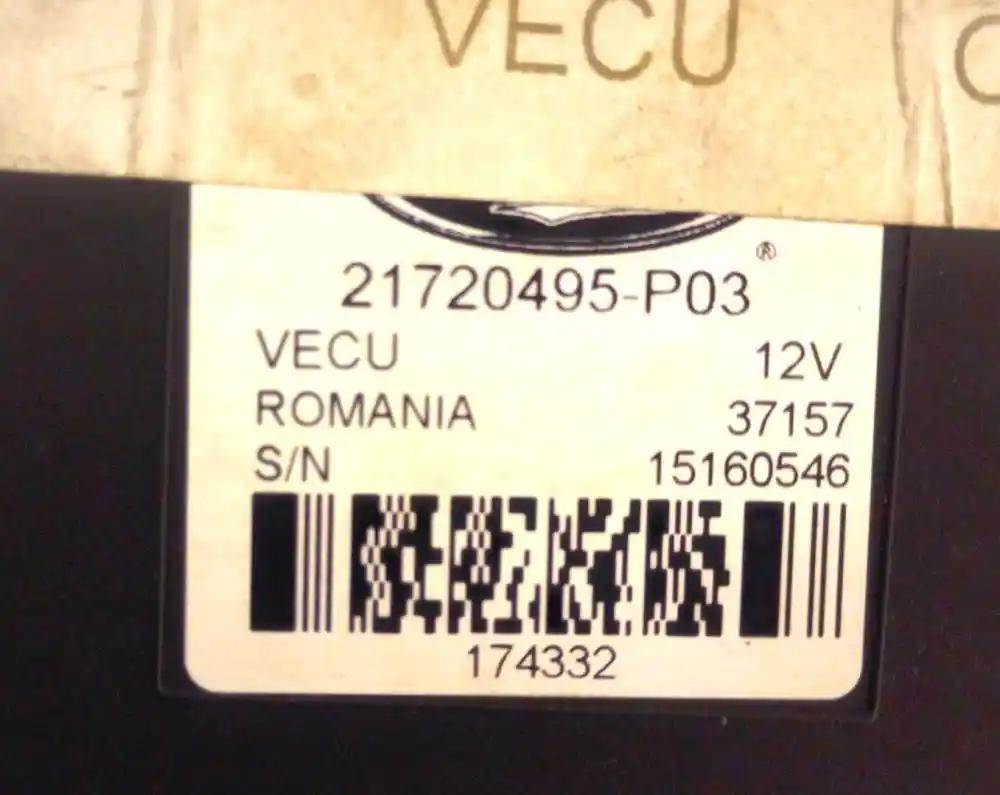 VECU
®
21720495-P03
VECU 12V
ROMANIA 37157
S/N 15160546
174332